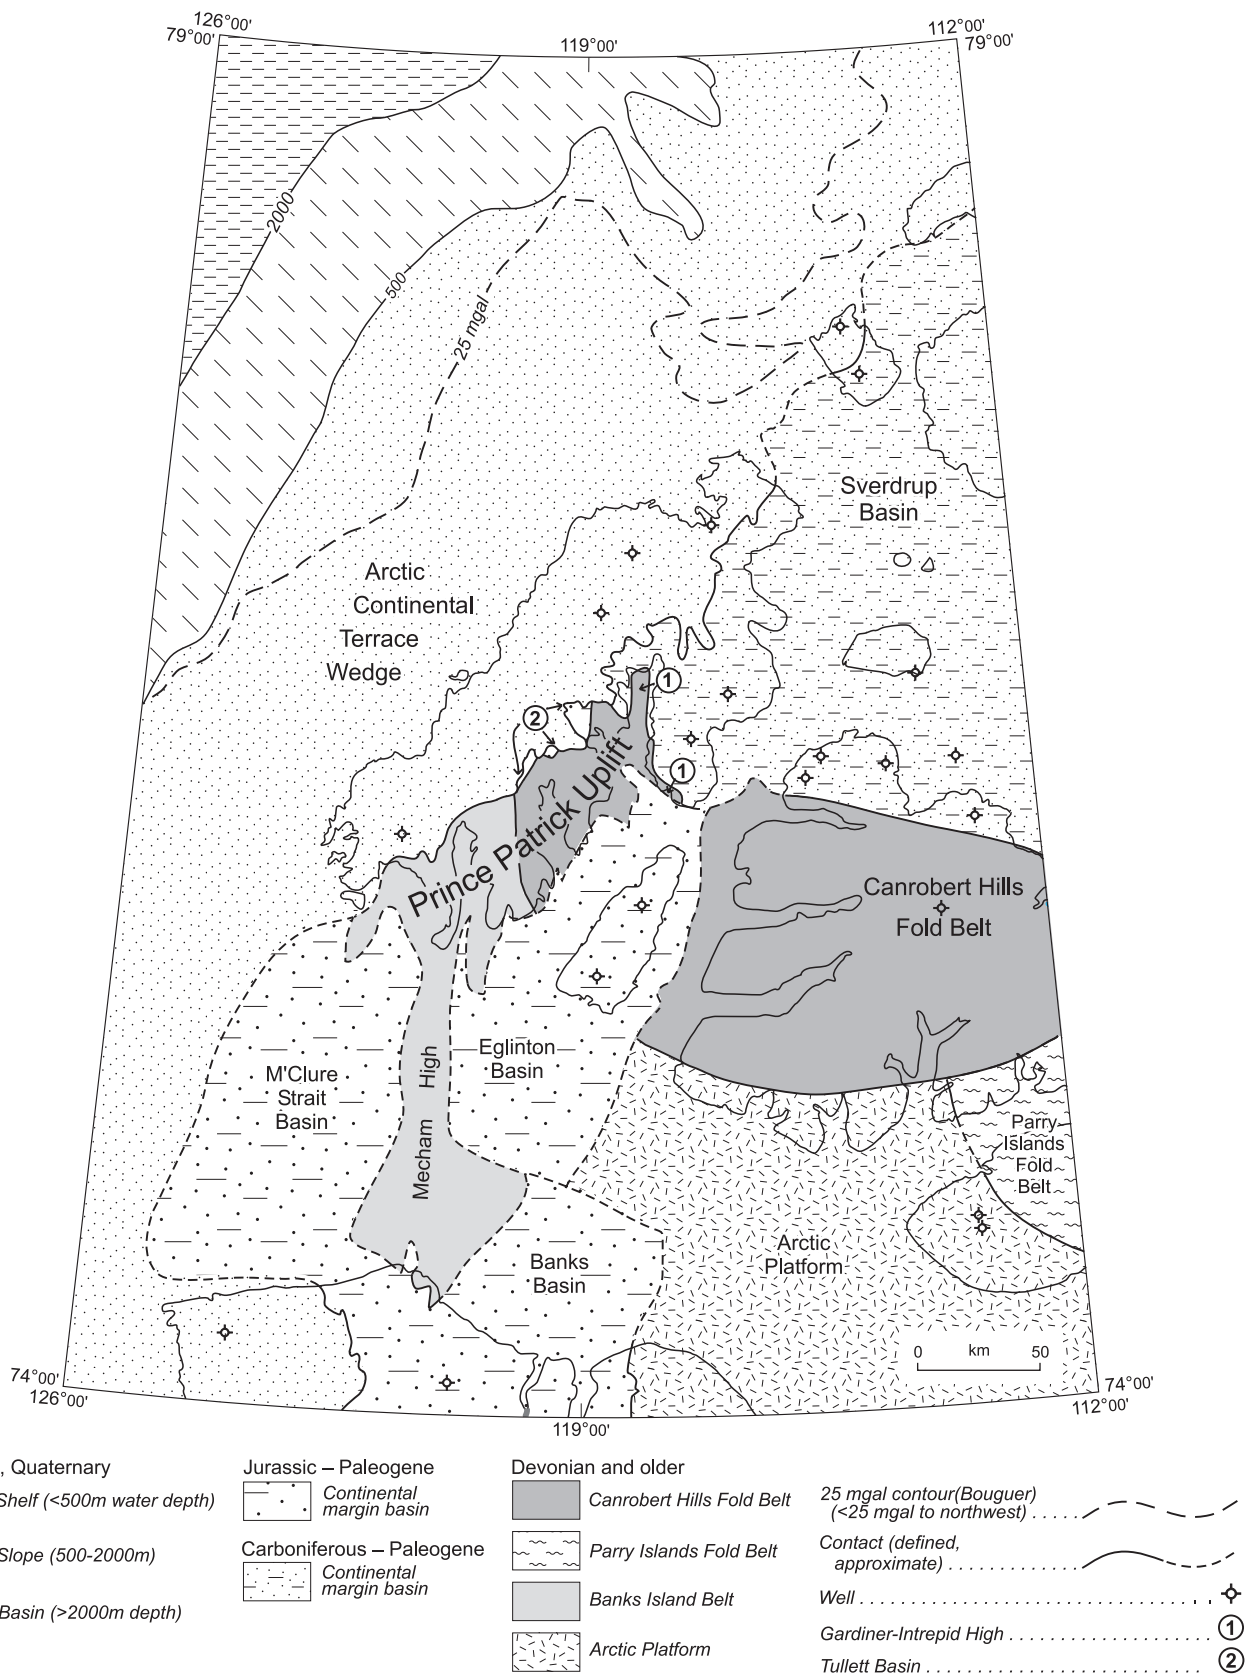 126°00'
79°00'
119°00'
112°00'
79°00'
2000
500
25 mgal
Sverdrup
Basin
Arctic
Continental
Terrace
Wedge
1
2
1
Prince Patrick Uplift
Canrobert Hills
Fold Belt
Eglinton
Basin
M'Clure
Strait
Basin
Mecham High
Parry
Islands
Fold
Belt
Banks
Basin
Arctic
Platform
0 km 50
74°00'
126°00'
119°00'
74°00'
112°00'
, Quaternary
Shelf (<500m water depth)
Slope (500-2000m)
Basin (>2000m depth)
Jurassic – Paleogene
Continental
margin basin
Carboniferous – Paleogene
Continental
margin basin
Devonian and older
Canrobert Hills Fold Belt
Parry Islands Fold Belt
Banks Island Belt
Arctic Platform
25 mgal contour(Bouguer)
(<25 mgal to northwest)
Contact (defined,
approximate)
Well
Gardiner-Intrepid High 1
Tullett Basin 2